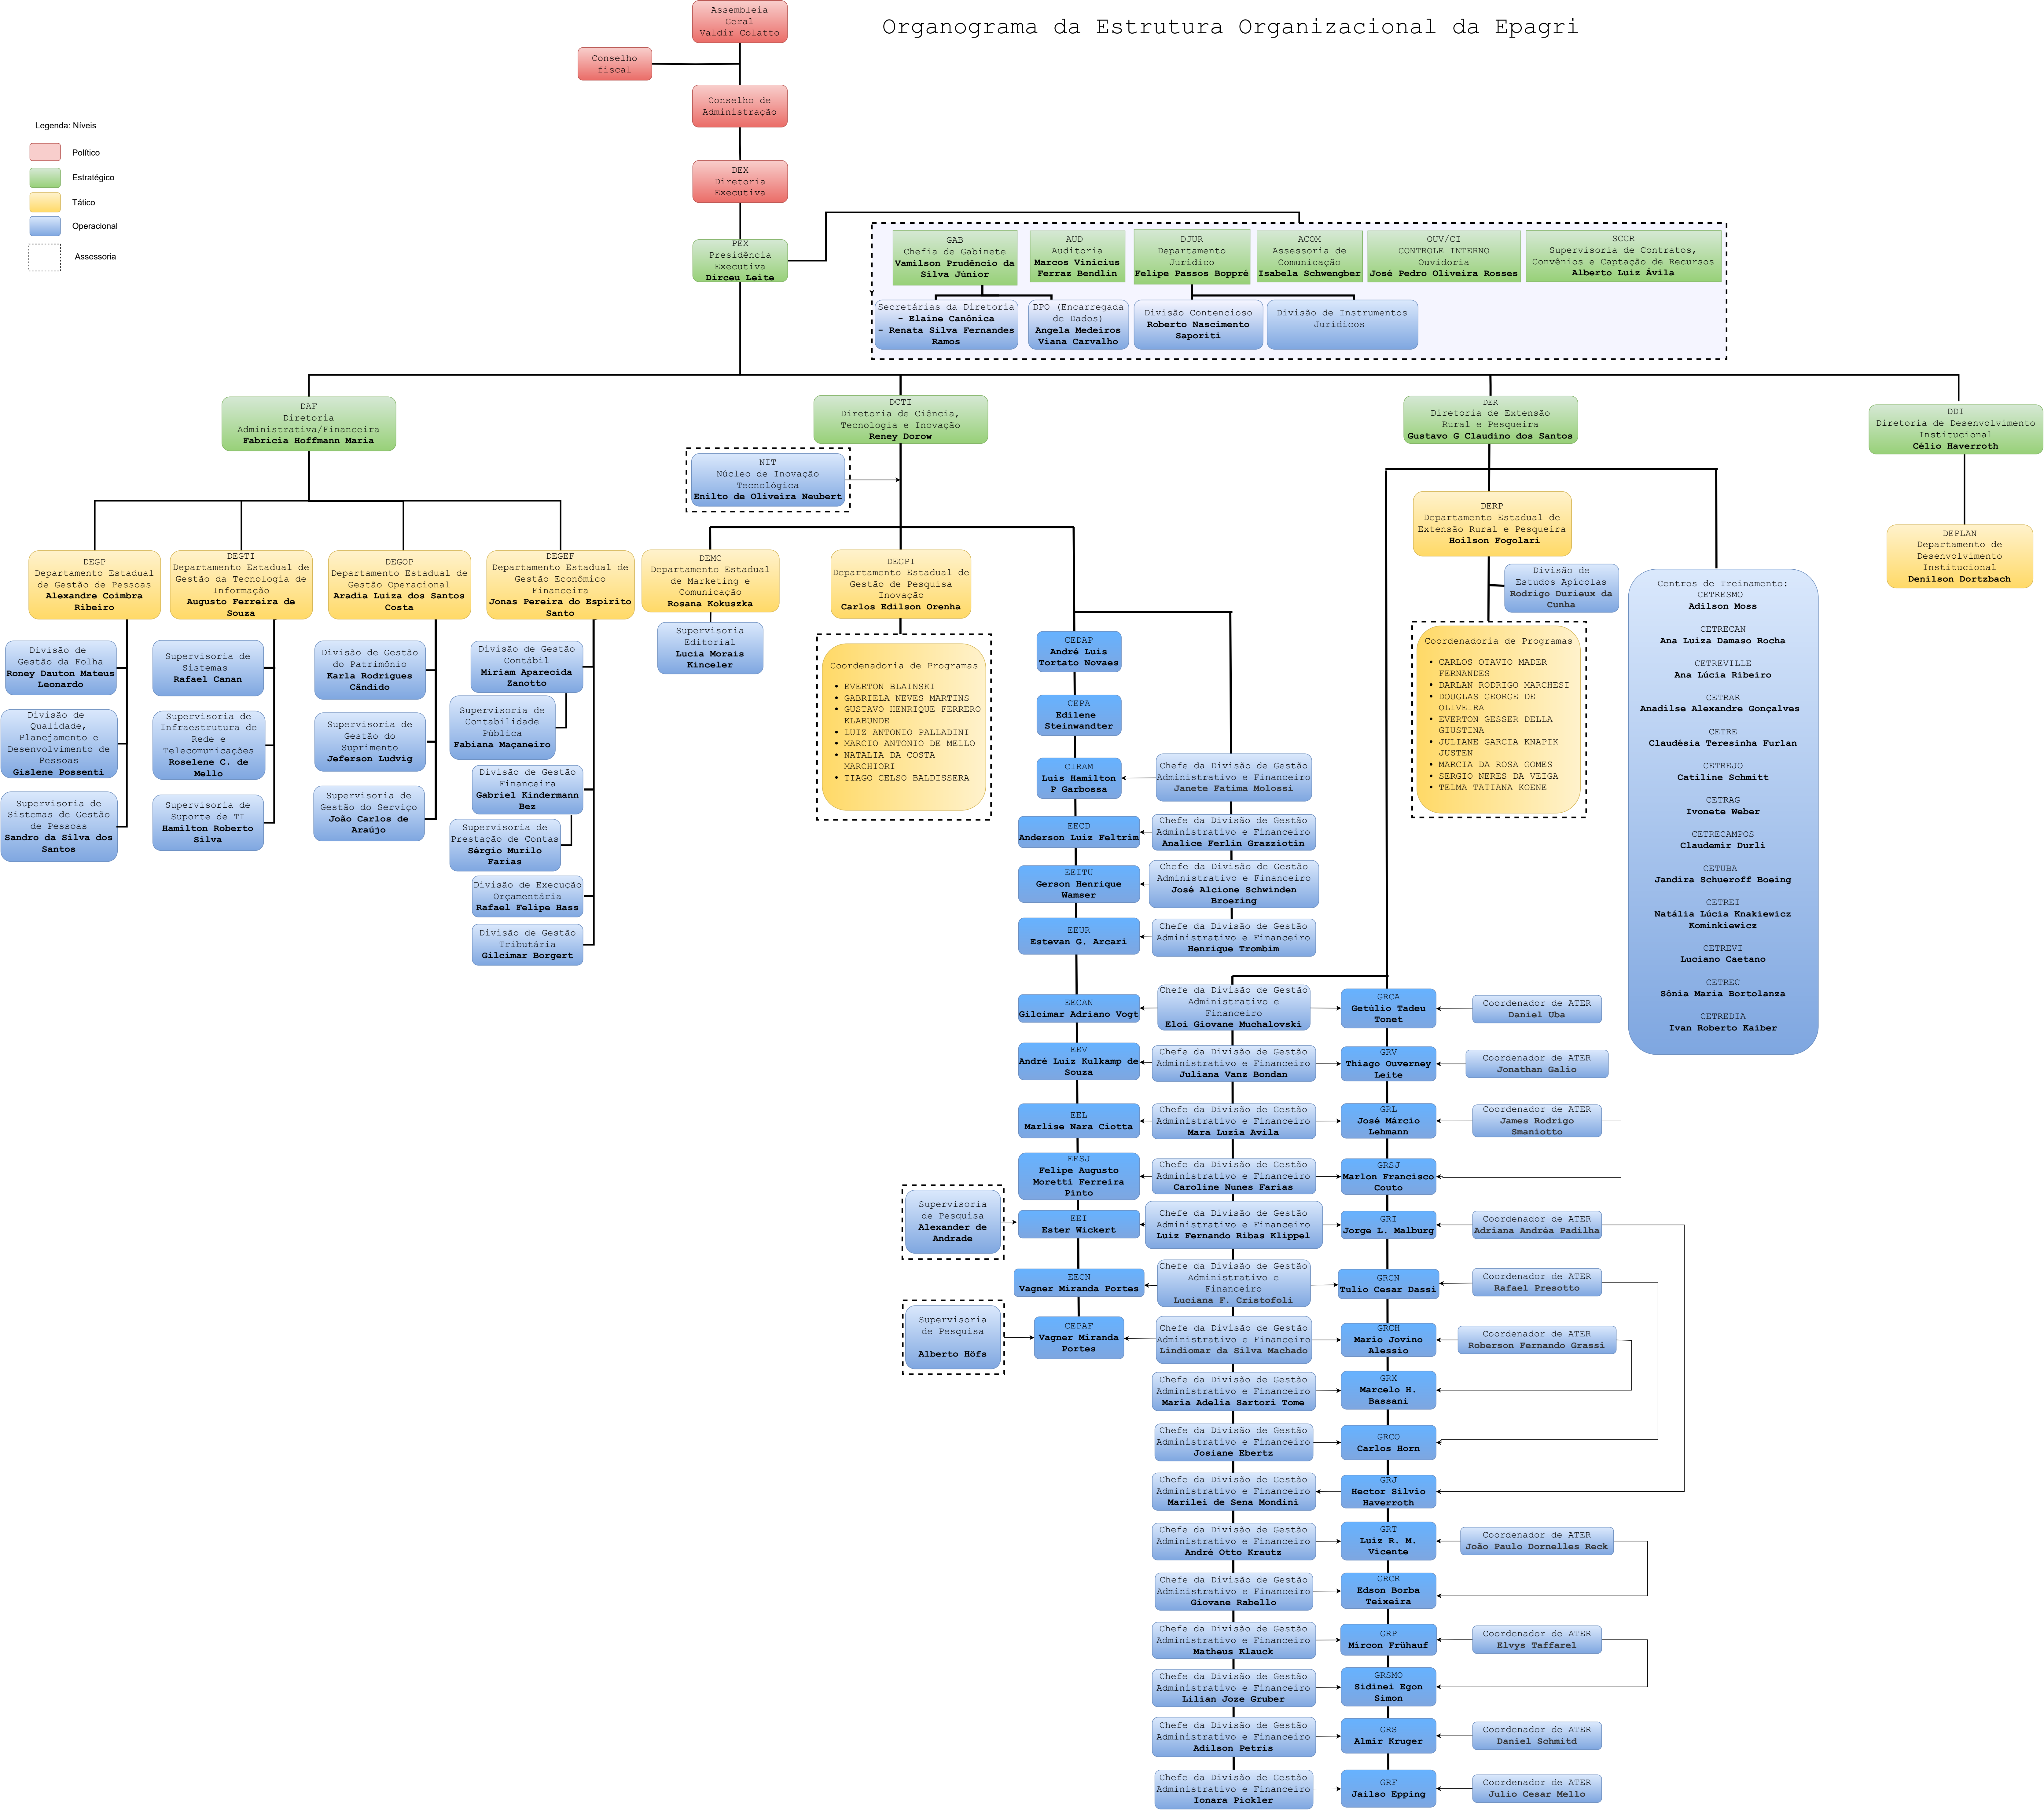 Organograma da Estrutura Organizacional da Epagri
Assembleia
Geral
Valdir Colatto
Conselho
fiscal
Conselho de
Administração
DEX
Diretoria
Executiva
PEX
Presidência
Executiva
Dirceu Leite
Legenda: Níveis
Político
Estratégico
Tático
Operacional
Assessoria
GAB
Chefia de Gabinete
Vamilson Prudêncio da
Silva Júnior
AUD
Auditoria
Marcos Vinicius
Ferraz Bendlin
DJUR
Departamento
Jurídico
Felipe Passos Boppré
ACOM
Assessoria de
Comunicação
Isabela Schwengber
OUV/CI
CONTROLE INTERNO
Ouvidoria
José Pedro Oliveira Rosses
SCCR
Supervisoria de Contratos,
Convênios e Captação de Recursos
Alberto Luiz Ávila
Secretárias da Diretoria
- Elaine Canônica
- Renata Silva Fernandes
Ramos
DPO (Encarregada
de Dados)
Angela Medeiros
Viana Carvalho
Divisão Contencioso
Roberto Nascimento
Saporiti
Divisão de Instrumentos
Juridicos
DAF
Diretoria
Administrativa/Financeira
Fabricia Hoffmann Maria
DCTI
Diretoria de Ciência,
Tecnologia e Inovação
Reney Dorow
DER
Diretoria de Extensão
Rural e Pesqueira
Gustavo G Claudino dos Santos
DDI
Diretoria de Desenvolvimento
Institucional
Célio Haverroth
NIT
Núcleo de Inovação
Tecnológica
Enilto de Oliveira Neubert
DEGP
Departamento Estadual
de Gestão de Pessoas
Alexandre Coimbra
Ribeiro
DEGTI
Departamento Estadual de
Gestão da Tecnologia de
Informação
Augusto Ferreira de
Souza
DEGOP
Departamento Estadual de
Gestão Operacional
Aradia Luiza dos Santos
Costa
DEGEF
Departamento Estadual de
Gestão Econômico
Financeira
Jonas Pereira do Espirito
Santo
DEMC
Departamento Estadual
de Marketing e
Comunicação
Rosana Kokuszka
DEGPI
Departamento Estadual de
Gestão de Pesquisa
Inovação
Carlos Edilson Orenha
DERP
Departamento Estadual de
Extensão Rural e Pesqueira
Hoilson Fogolari
DEPLAN
Departamento de
Desenvolvimento
Institucional
Denilson Dortzbach
Divisão de
Gestão da Folha
Roney Dauton Mateus
Leonardo
Divisão de
Qualidade,
Planejamento e
Desenvolvimento de
Pessoas
Gislene Possenti
Supervisoria de
Sistemas de Gestão
de Pessoas
Sandro da Silva dos
Santos
Supervisoria de
Sistemas
Rafael Canan
Supervisoria de
Infraestrutura de
Rede e
Telecomunicações
Roselene C. de
Mello
Supervisoria de
Suporte de TI
Hamilton Roberto
Silva
Divisão de Gestão
do Patrimônio
Karla Rodrigues
Cândido
Supervisoria de
Gestão do
Suprimento
Jeferson Ludvig
Supervisoria de
Gestão do Serviço
João Carlos de
Araújo
Divisão de Gestão
Contábil
Miriam Aparecida
Zanotto
Supervisoria de
Contabilidade
Pública
Fabiana Maçaneiro
Divisão de Gestão
Financeira
Gabriel Kindermann
Bez
Supervisoria de
Prestação de Contas
Sérgio Murilo
Farias
Divisão de Execução
Orçamentária
Rafael Felipe Hass
Divisão de Gestão
Tributária
Gilcimar Borgert
Supervisoria
Editorial
Lucia Morais
Kinceler
Coordenadoria de Programas
• EVERTON BLAINSKI
• GABRIELA NEVES MARTINS
• GUSTAVO HENRIQUE FERRERO
KLABUNDE
• LUIZ ANTONIO PALLADINI
• MARCIO ANTONIO DE MELLO
• NATALIA DA COSTA
MARCHIORI
• TIAGO CELSO BALDISSERA
Divisão de
Estudos Apicolas
Rodrigo Durieux da
Cunha
Coordenadoria de Programas
• CARLOS OTAVIO MADER
FERNANDES
• DARLAN RODRIGO MARCHESI
• DOUGLAS GEORGE DE
OLIVEIRA
• EVERTON GESSER DELLA
GIUSTINA
• JULIANE GARCIA KNAPIK
JUSTEN
• MARCIA DA ROSA GOMES
• SERGIO NERES DA VEIGA
• TELMA TATIANA KOENE
Centros de Treinamento:
CETRESMO
Adilson Moss
CETRECAN
Ana Luiza Damaso Rocha
CETREVILLE
Ana Lúcia Ribeiro
CETRAR
Anadilse Alexandre Gonçalves
CETRE
Claudésia Teresinha Furlan
CETREJO
Catiline Schmitt
CETRAG
Ivonete Weber
CETRECAMPOS
Claudemir Durli
CETUBA
Jandira Schueroff Boeing
CETREI
Natália Lúcia Knakiewicz
Kominkiewicz
CETREVI
Luciano Caetano
CETREC
Sônia Maria Bortolanza
CETREDIA
Ivan Roberto Kaiber
CEDAP
André Luis
Tortato Novaes
CEPA
Edilene
Steinwandter
CIRAM
Luis Hamilton
P Garbossa
Chefe da Divisão de Gestão
Administrativo e Financeiro
Janete Fatima Molossi
EECD
Anderson Luiz Feltrim
Chefe da Divisão de Gestão
Administrativo e Financeiro
Analice Ferlin Grazziotin
EEITU
Gerson Henrique
Wamser
Chefe da Divisão de Gestão
Administrativo e Financeiro
José Alcione Schwinden
Broering
EEUR
Estevan G. Arcari
Chefe da Divisão de Gestão
Administrativo e Financeiro
Henrique Trombim
EECAN
Gilcimar Adriano Vogt
Chefe da Divisão de Gestão
Administrativo e
Financeiro
Eloi Giovane Muchalovski
GRCA
Getúlio Tadeu
Tonet
Coordenador de ATER
Daniel Uba
EEV
André Luiz Kulkamp de
Souza
Chefe da Divisão de Gestão
Administrativo e Financeiro
Juliana Vanz Bondan
GRV
Thiago Ouverney
Leite
Coordenador de ATER
Jonathan Galio
EEL
Marlise Nara Ciotta
Chefe da Divisão de Gestão
Administrativo e Financeiro
Mara Luzia Avila
GRL
José Márcio
Lehmann
Coordenador de ATER
James Rodrigo
Smaniotto
EESJ
Felipe Augusto
Moretti Ferreira
Pinto
Chefe da Divisão de Gestão
Administrativo e Financeiro
Caroline Nunes Farias
GRSJ
Marlon Francisco
Couto
Supervisoria
de Pesquisa
Alexander de
Andrade
EEI
Ester Wickert
Chefe da Divisão de Gestão
Administrativo e Financeiro
Luiz Fernando Ribas Klippel
GRI
Jorge L. Malburg
Coordenador de ATER
Adriana Andréa Padilha
EECN
Vagner Miranda Portes
Chefe da Divisão de Gestão
Administrativo e
Financeiro
Luciana F. Cristofoli
GRCN
Tulio Cesar Dassi
Coordenador de ATER
Rafael Presotto
Supervisoria
de Pesquisa
Alberto Höfs
CEPAF
Vagner Miranda
Portes
Chefe da Divisão de Gestão
Administrativo e Financeiro
Lindiomar da Silva Machado
GRCH
Mario Jovino
Alessio
Coordenador de ATER
Roberson Fernando Grassi
Chefe da Divisão de Gestão
Administrativo e Financeiro
Maria Adelia Sartori Tome
GRX
Marcelo H.
Bassani
Chefe da Divisão de Gestão
Administrativo e Financeiro
Josiane Ebertz
GRCO
Carlos Horn
Chefe da Divisão de Gestão
Administrativo e Financeiro
Marilei de Sena Mondini
GRJ
Hector Silvio
Haverroth
Chefe da Divisão de Gestão
Administrativo e Financeiro
André Otto Krautz
GRT
Luiz R. M.
Vicente
Coordenador de ATER
João Paulo Dornelles Reck
Chefe da Divisão de Gestão
Administrativo e Financeiro
Giovane Rabello
GRCR
Edson Borba
Teixeira
Chefe da Divisão de Gestão
Administrativo e Financeiro
Matheus Klauck
GRP
Mircon Frühauf
Coordenador de ATER
Elvys Taffarel
Chefe da Divisão de Gestão
Administrativo e Financeiro
Lilian Joze Gruber
GRSMO
Sidinei Egon
Simon
Chefe da Divisão de Gestão
Administrativo e Financeiro
Adilson Petris
GRS
Almir Kruger
Coordenador de ATER
Daniel Schmitd
Chefe da Divisão de Gestão
Administrativo e Financeiro
Ionara Pickler
GRF
Jailso Epping
Coordenador de ATER
Julio Cesar Mello